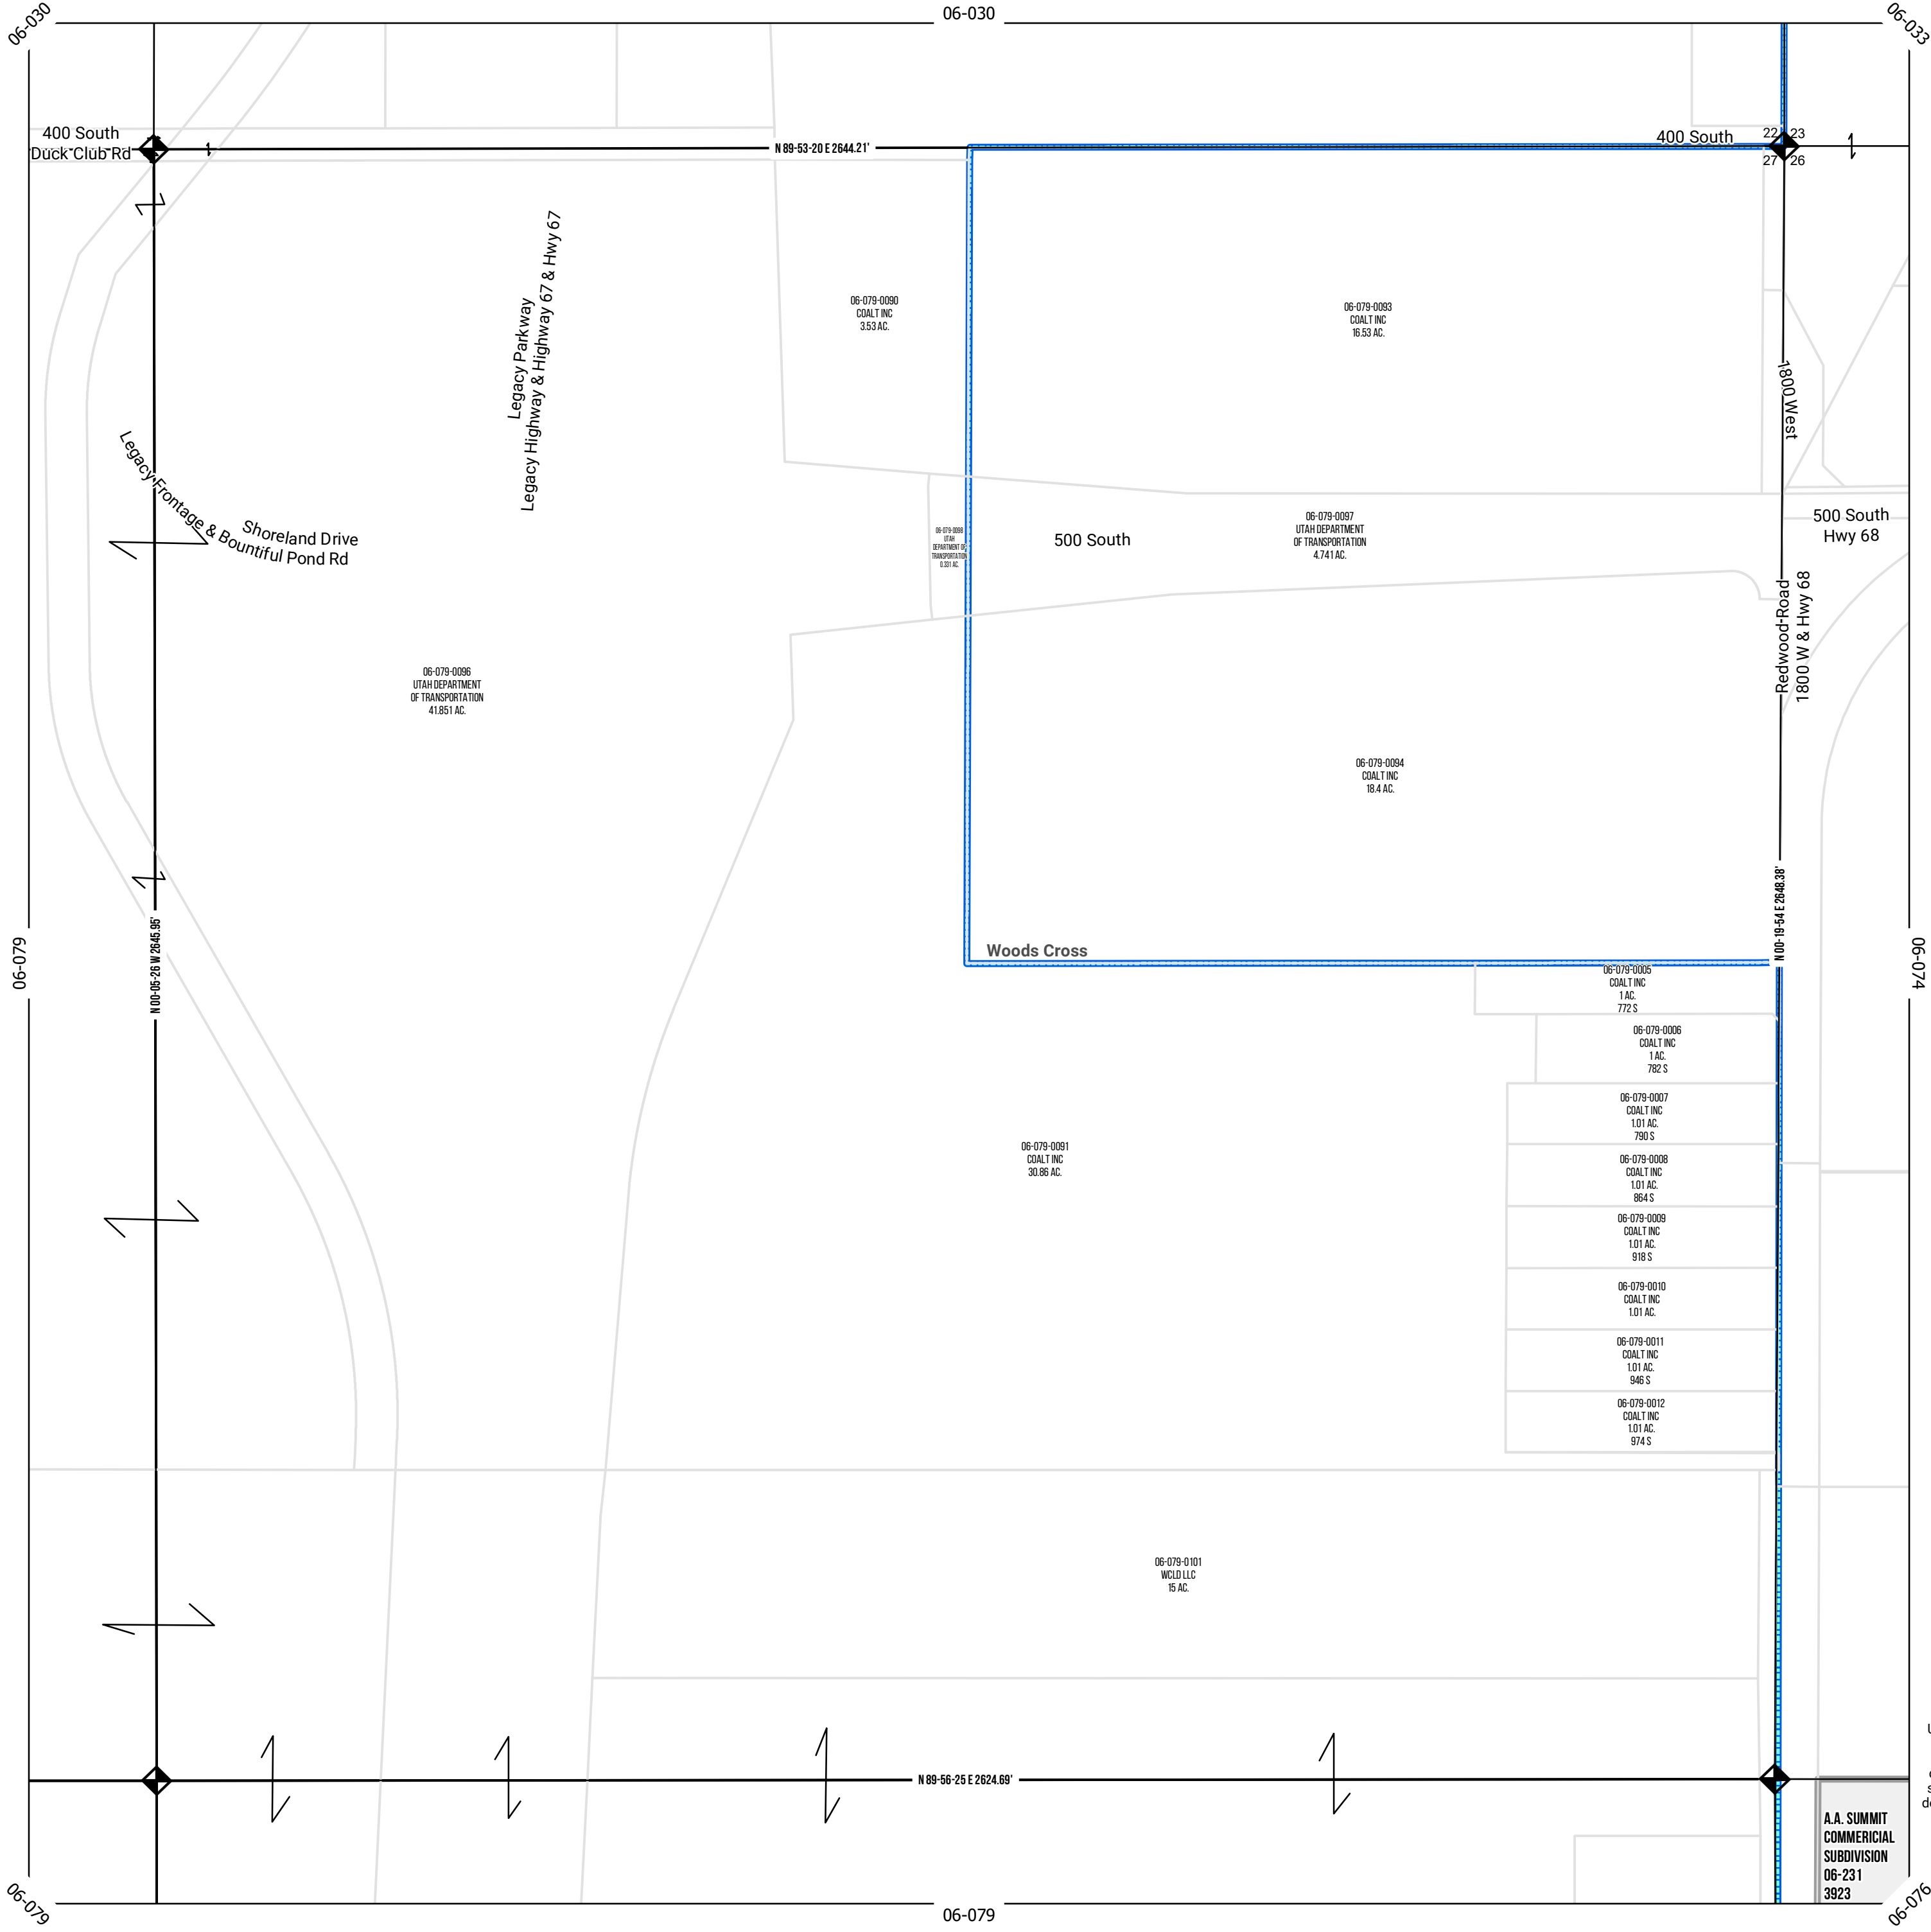 06-030
06-030
06-033
400 South
Duck Club Rd
N 89-53-20 E 2644.21'
400 South
22 23
27 26
Legacy Parkway
Legacy Highway & Highway 67 & Hwy 67
06-079-0090
COALT INC
3.53 AC.
06-079-0093
COALT INC
16.53 AC.
1800 West
Legacy Frontage & Bountiful Pond Rd
Shoreland Drive
06-079-0098
UTAH
DEPARTMENT OF
TRANSPORTATION
0.331 AC.
500 South
06-079-0097
UTAH DEPARTMENT
OF TRANSPORTATION
4.741 AC.
500 South
Hwy 68
Redwood Road
1800 W & Hwy 68
06-079-0096
UTAH DEPARTMENT
OF TRANSPORTATION
41.851 AC.
06-079-0094
COALT INC
18.4 AC.
06-079
N 00-05-26 W 2645.95'
Woods Cross
N 00-19-54 E 2648.38'
06-074
06-079-0005
COALT INC
1 AC.
772 S
06-079-0006
COALT INC
1 AC.
782 S
06-079-0007
COALT INC
1.01 AC.
790 S
06-079-0091
COALT INC
30.86 AC.
06-079-0008
COALT INC
1.01 AC.
864 S
06-079-0009
COALT INC
1.01 AC.
918 S
06-079-0010
COALT INC
1.01 AC.
06-079-0011
COALT INC
1.01 AC.
946 S
06-079-0012
COALT INC
1.01 AC.
974 S
06-079-0101
WCLD LLC
15 AC.
N 89-56-25 E 2624.69'
A.A. SUMMIT
COMMERICIAL
SUBDIVISION
06-231
3923
06-079
06-079
06-076